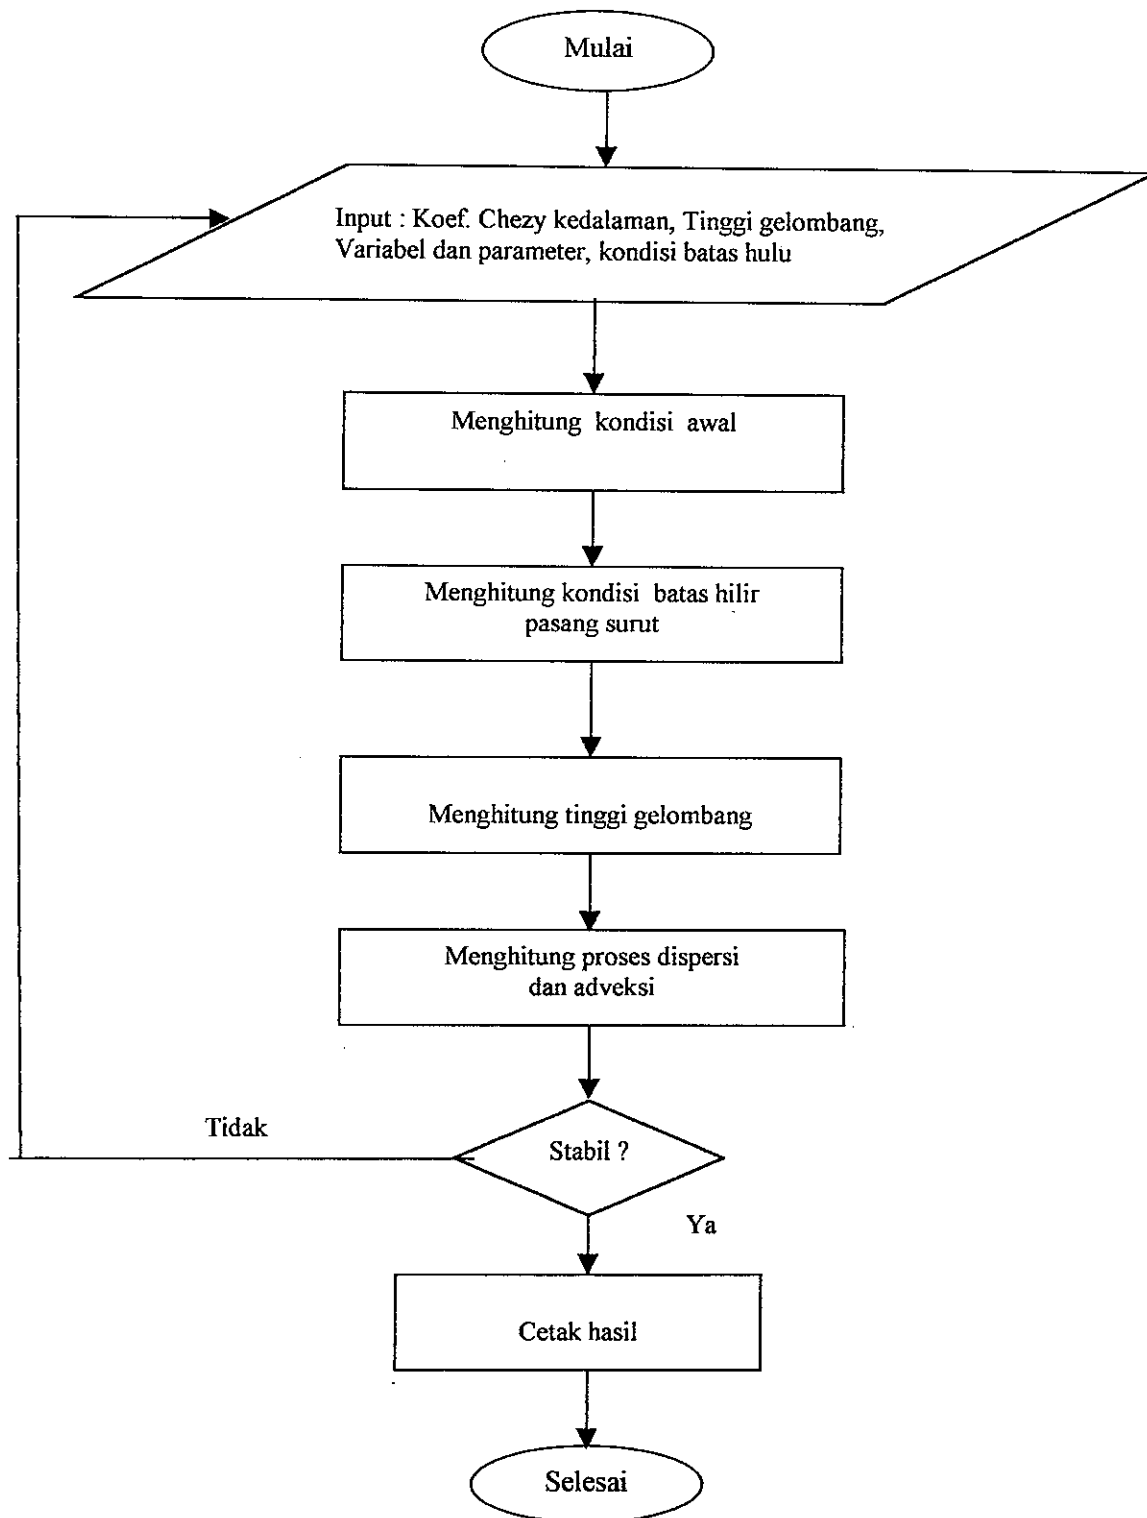 Mulai
Input : Koef. Chezy kedalaman, Tinggi gelombang,
Variabel dan parameter, kondisi batas hulu
Menghitung kondisi awal
Menghitung kondisi batas hilir
pasang surut
Menghitung tinggi gelombang
Menghitung proses dispersi
dan adveksi
Tidak
Stabil ?
Ya
Cetak hasil
Selesai